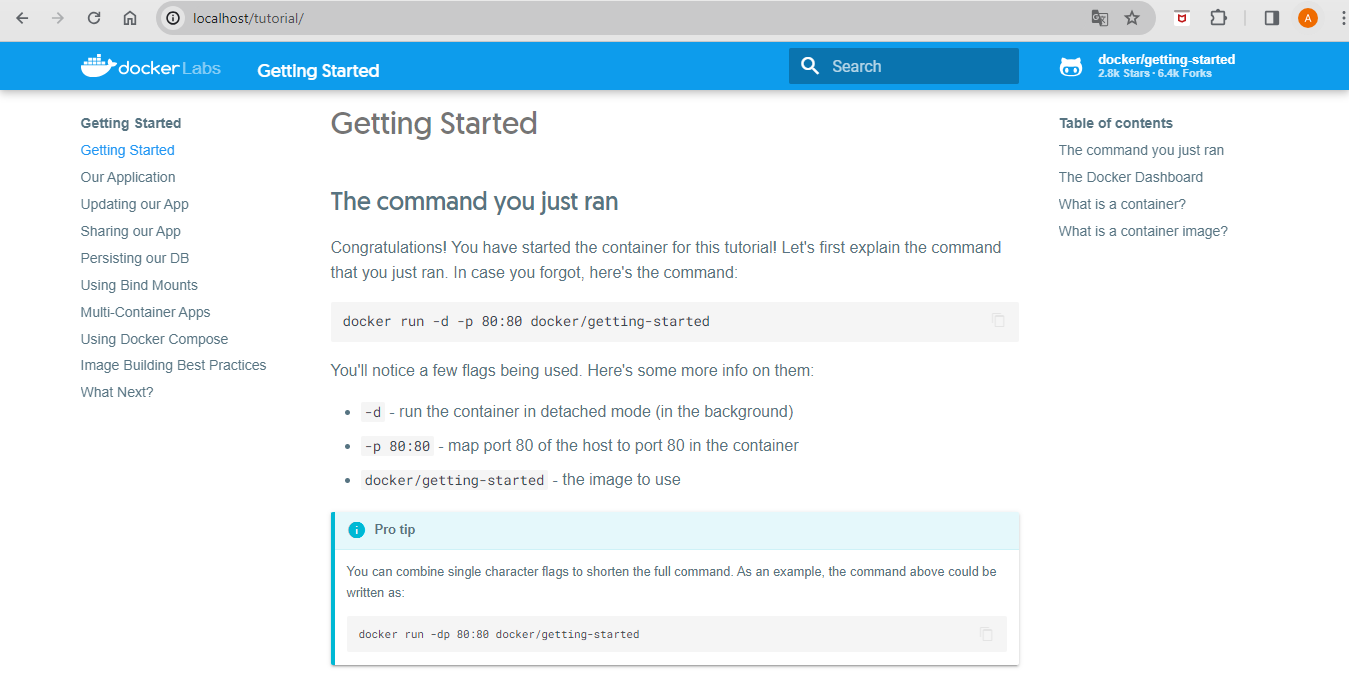 localhost/tutorial/
A
docker Labs
Getting Started
Search
docker/getting-started
2.8k Stars · 6.4k Forks
Getting Started
Getting Started
Our Application
Updating our App
Sharing our App
Persisting our DB
Using Bind Mounts
Multi-Container Apps
Using Docker Compose
Image Building Best Practices
What Next?
Getting Started
The command you just ran
Congratulations! You have started the container for this tutorial! Let's first explain the command
that you just ran. In case you forgot, here's the command:
docker run -d -p 80:80 docker/getting-started
You'll notice a few flags being used. Here's some more info on them:
-d - run the container in detached mode (in the background)
-p 80:80 - map port 80 of the host to port 80 in the container
docker/getting-started - the image to use
Pro tip
You can combine single character flags to shorten the full command. As an example, the command above could be
written as:
docker run -dp 80:80 docker/getting-started
Table of contents
The command you just ran
The Docker Dashboard
What is a container?
What is a container image?